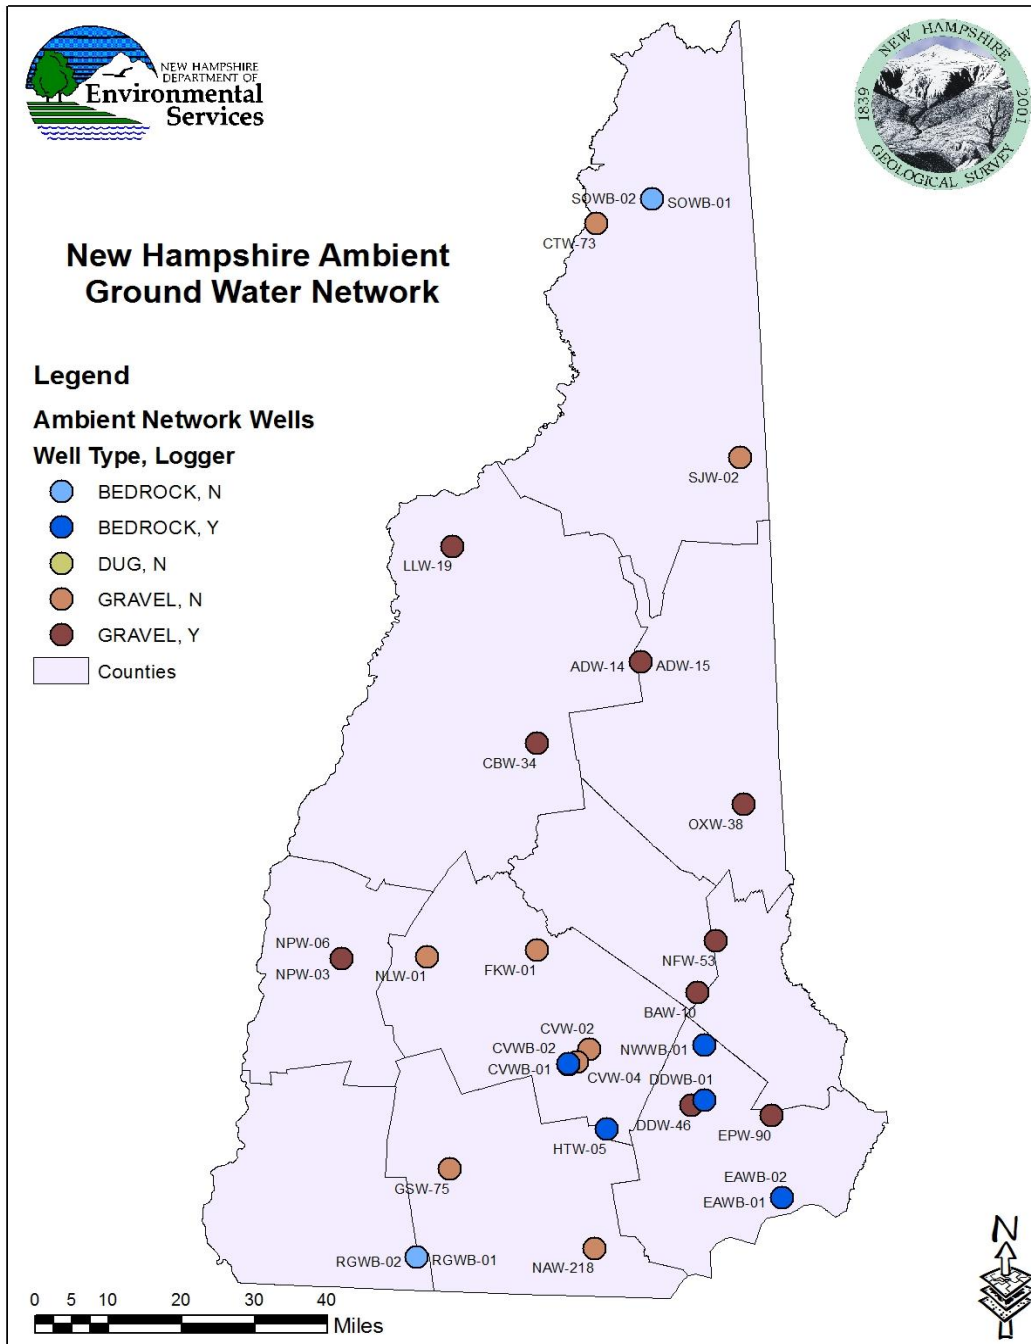 NEW HAMPSHIRE
DEPARTMENT OF
Environmental
Services
NEW HAMPSHIRE
1839
2001
GEOLOGICAL SURVEY
New Hampshire Ambient
Ground Water Network
Legend
Ambient Network Wells
Well Type, Logger
BEDROCK, N
BEDROCK, Y
DUG, N
GRAVEL, N
GRAVEL, Y
Counties
SOWB-02
SOWB-01
CTW-73
SJW-02
LLW-19
ADW-14
ADW-15
CBW-34
OXW-38
NPW-06
NPW-03
NLW-01
FKW-01
NFW-53
BAW-10
CVW-02
CVWB-02
CVWB-01
CVW-04
NWWB-01
DDWB-01
DDW-46
EPW-90
HTW-05
EAWB-02
EAWB-01
GSW-75
RGWB-02
RGWB-01
NAW-218
0 5 10 20 30 40
Miles
N